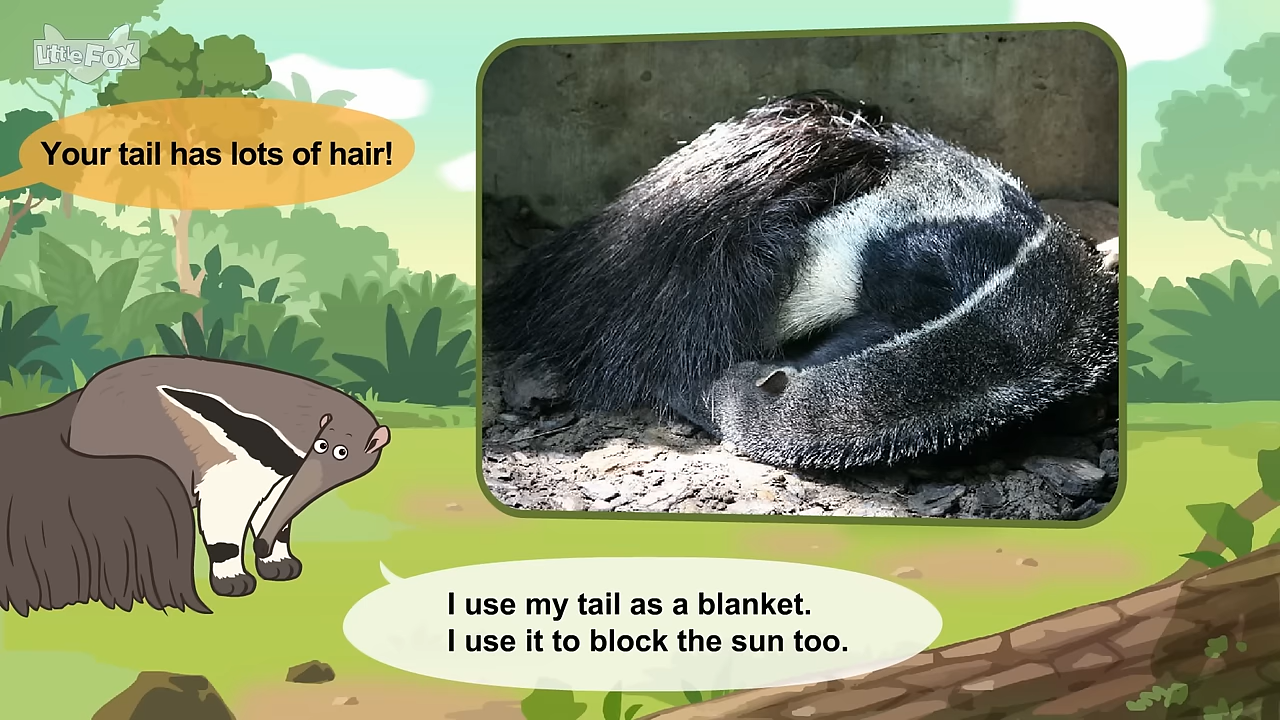 Little Fox
Your tail has lots of hair!
I use my tail as a blanket.
I use it to block the sun too.